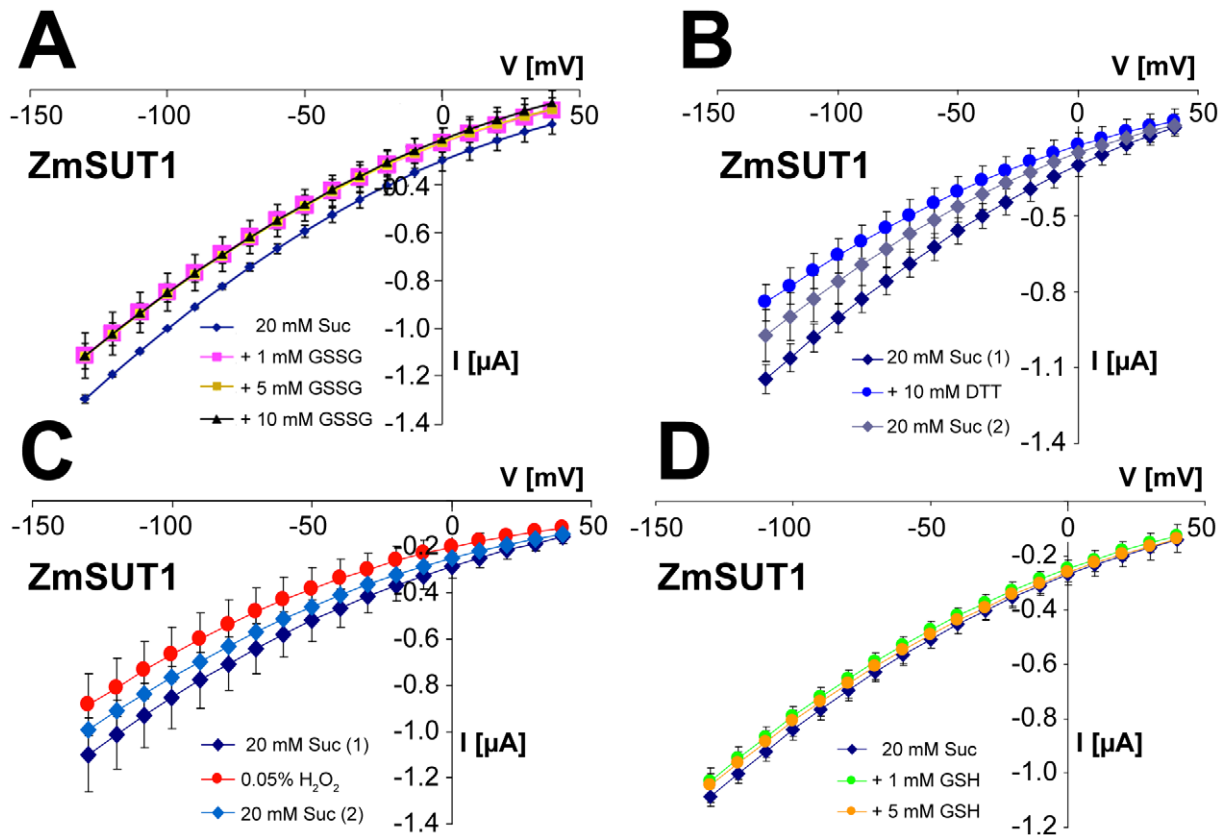 A
V [mV]
-150 -100 -50 0 50
ZmSUT1
-0.4
-0.6
-0.8
-1.0
-1.2
-1.4
I [µA]
20 mM Suc
+ 1 mM GSSG
+ 5 mM GSSG
+ 10 mM GSSG
B
V [mV]
-150 -100 -50 0 50
ZmSUT1
-0.5
-0.8
-1.1
-1.4
I [µA]
20 mM Suc (1)
+ 10 mM DTT
20 mM Suc (2)
C
V [mV]
-150 -100 -50 0 50
ZmSUT1
-0.2
-0.4
-0.6
-0.8
-1.0
-1.2
-1.4
I [µA]
20 mM Suc (1)
0.05% H₂O₂
20 mM Suc (2)
D
V [mV]
-150 -100 -50 0 50
ZmSUT1
-0.2
-0.4
-0.6
-0.8
-1.0
-1.2
I [µA]
20 mM Suc
+ 1 mM GSH
+ 5 mM GSH